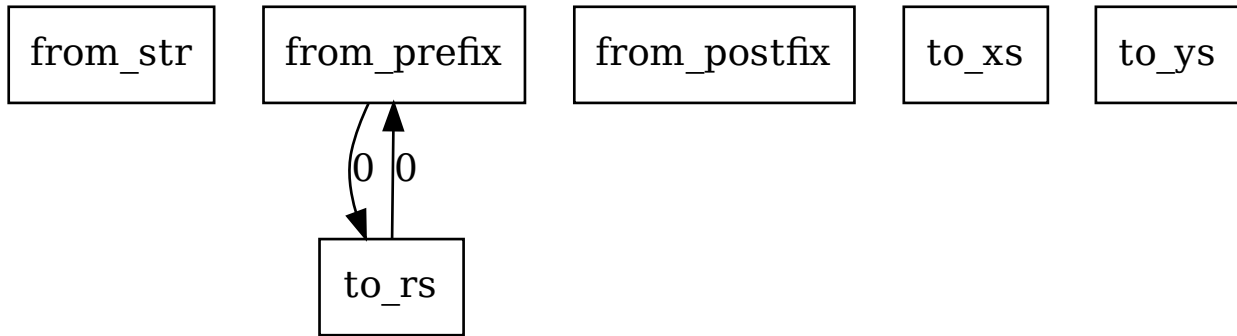 from_str
from_prefix
from_postfix
to_xs
to_ys
0
0
to_rs